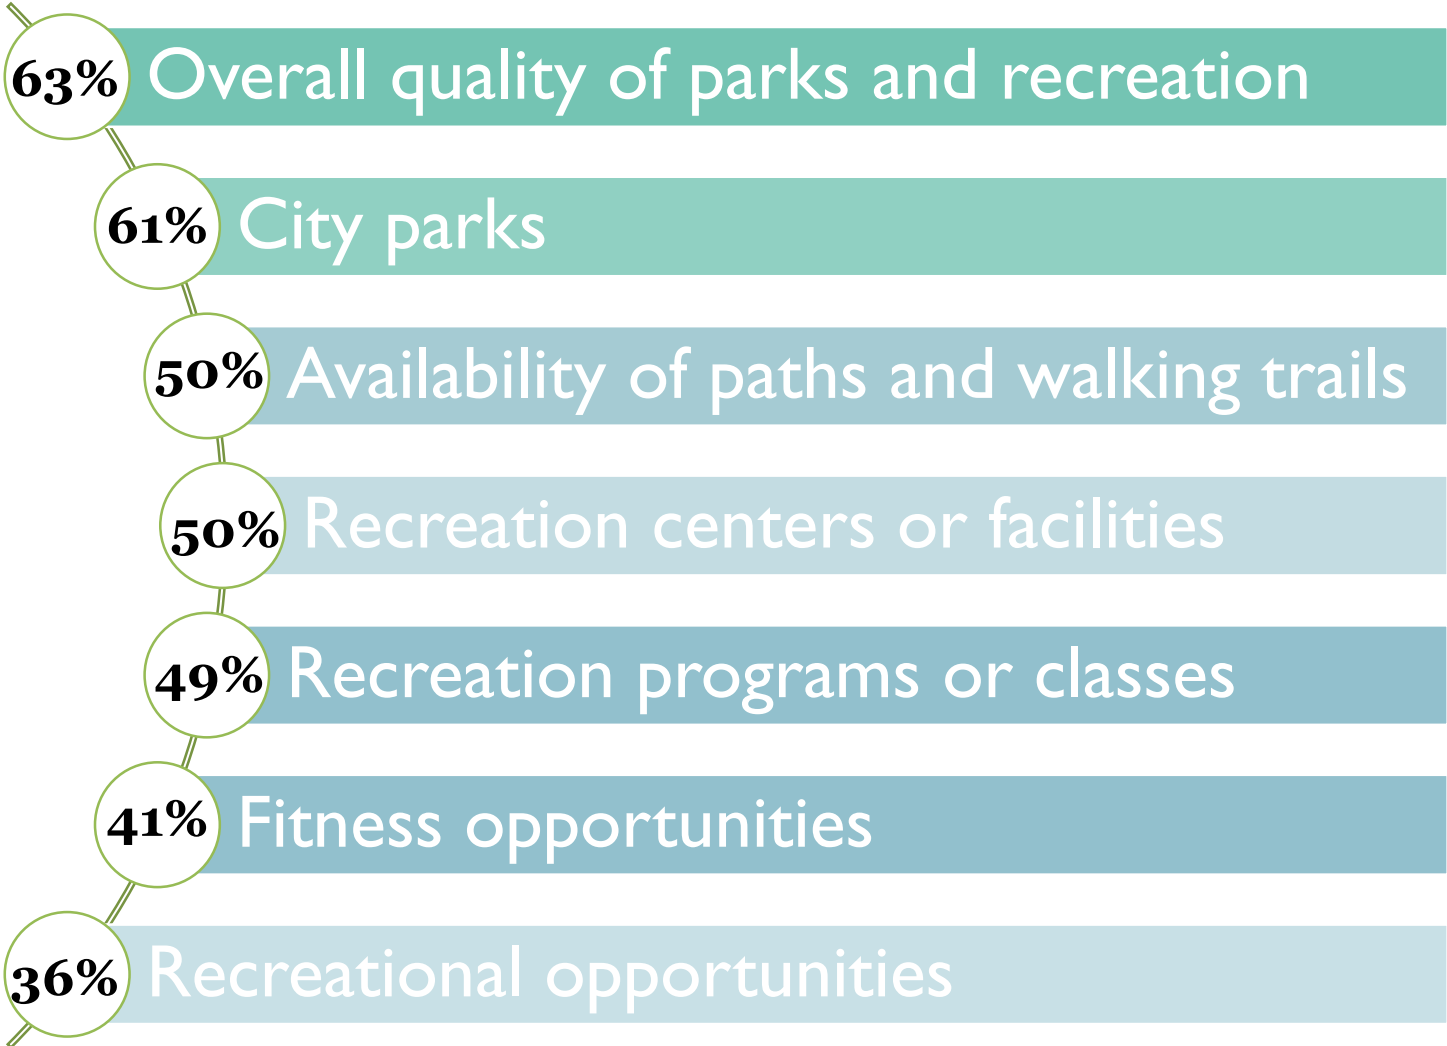 63% Overall quality of parks and recreation
61% City parks
50% Availability of paths and walking trails
50% Recreation centers or facilities
49% Recreation programs or classes
41% Fitness opportunities
36% Recreational opportunities